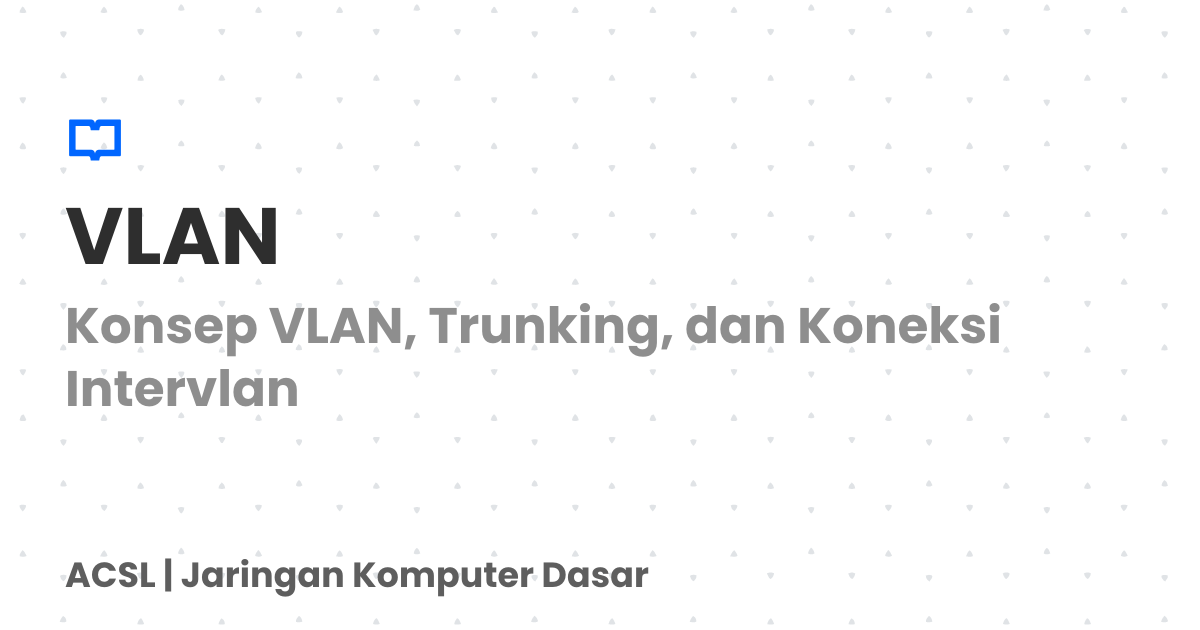 VLAN
Konsep VLAN, Trunking, dan Koneksi
Intervlan
ACSL | Jaringan Komputer Dasar